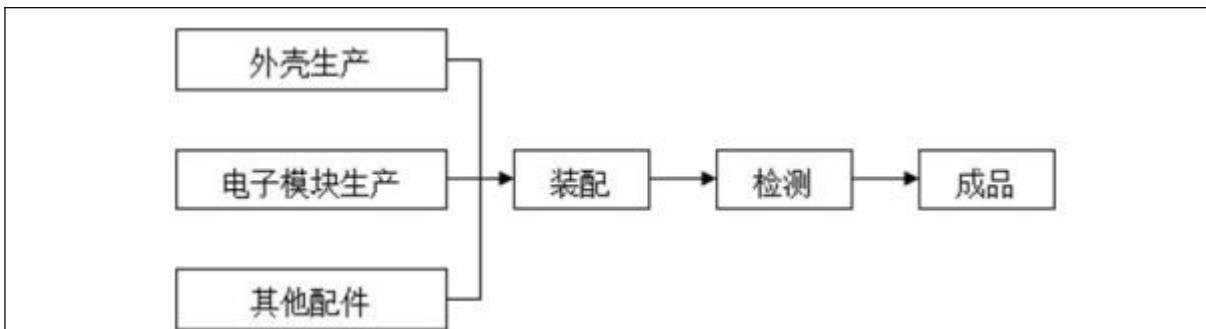 外壳生产
电子模块生产
装配
检测
成品
其他配件